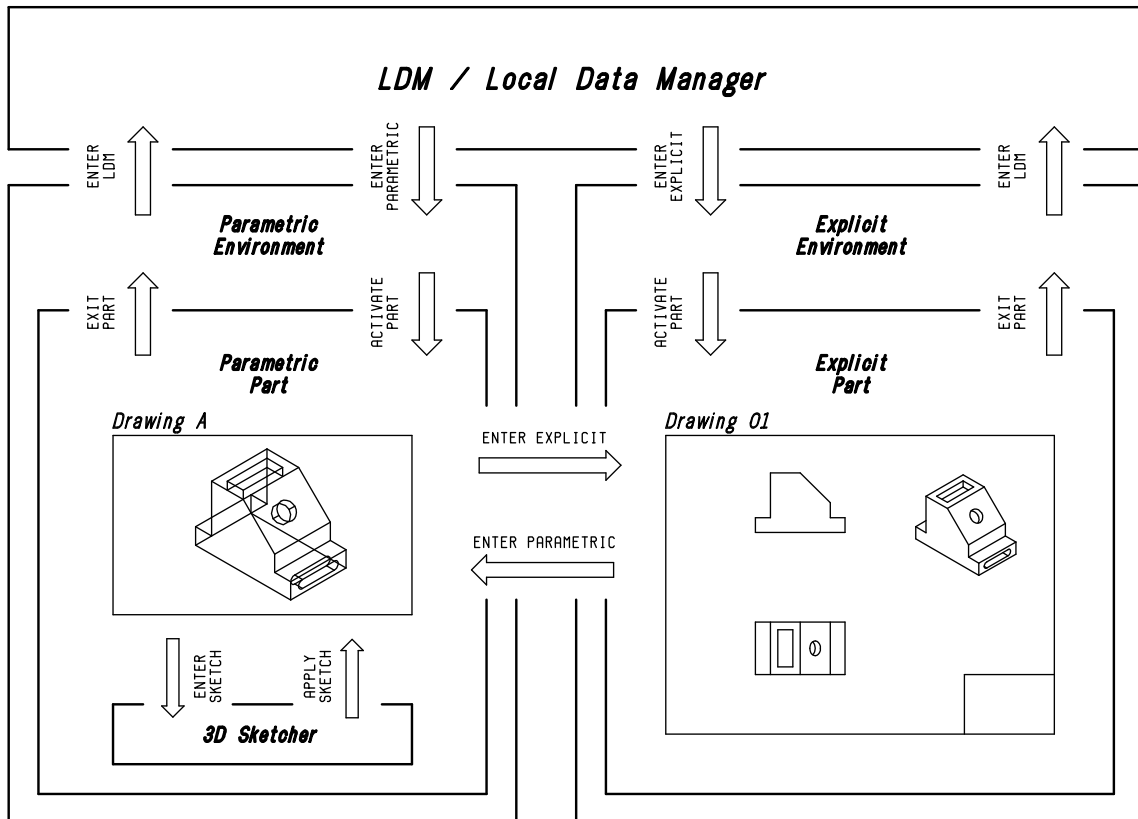 LDM / Local Data Manager
ENTER
LDM
ENTER
PARAMETRIC
ENTER
EXPLICIT
ENTER
LDM
Parametric
Environment
Explicit
Environment
EXIT
PART
ACTIVATE
PART
ACTIVATE
PART
EXIT
PART
Parametric
Part
Explicit
Part
Drawing A
Drawing 01
ENTER EXPLICIT
ENTER PARAMETRIC
ENTER
SKETCH
APPLY
SKETCH
3D Sketcher